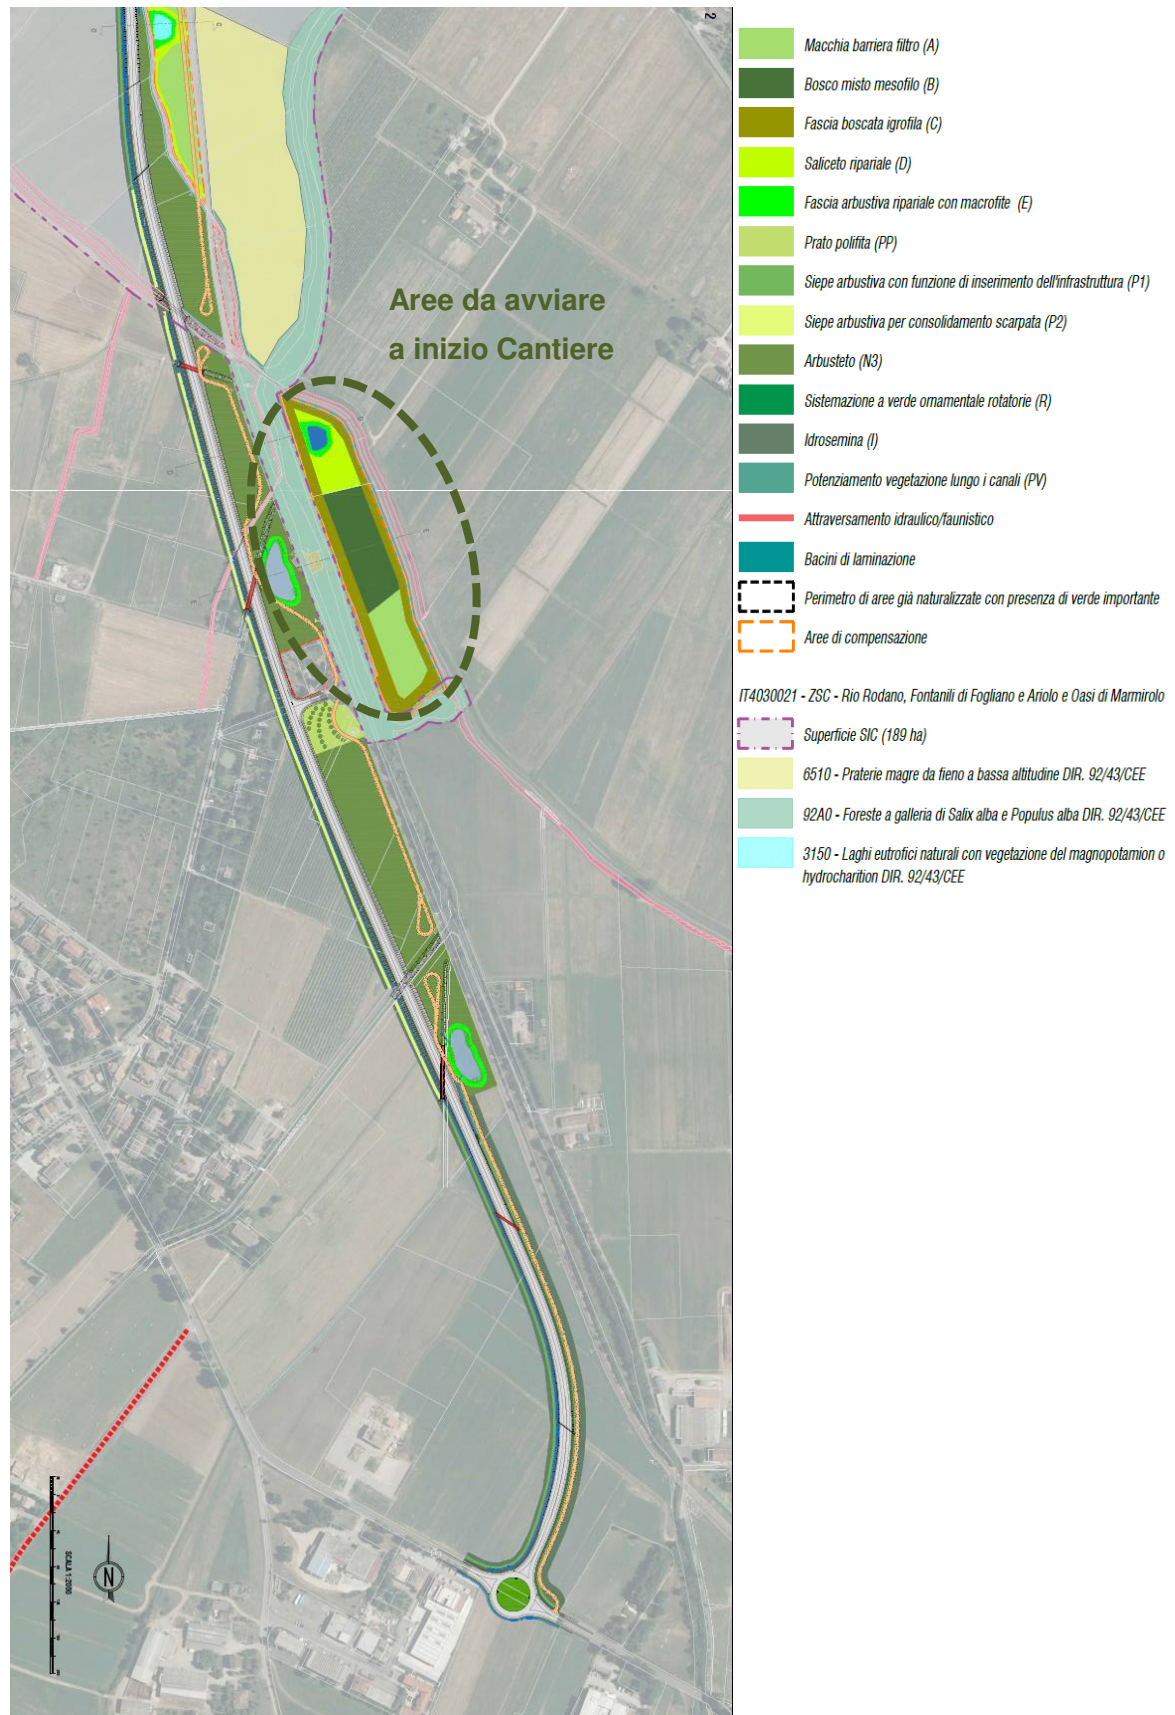 2
Aree da avviare
a inizio Cantiere
SCALA 1:2000
N
Macchia barriera filtro (A)
Bosco misto mesofilo (B)
Fascia boscata igrofila (C)
Saliceto ripariale (D)
Fascia arbustiva ripariale con macrofite (E)
Prato polifita (PP)
Siepe arbustiva con funzione di inserimento dell'infrastruttura (P1)
Siepe arbustiva per consolidamento scarpata (P2)
Arbusteto (N3)
Sistemazione a verde ornamentale rotatorie (R)
Idrosemina (I)
Potenziamento vegetazione lungo i canali (PV)
Attraversamento idraulico/faunistico
Bacini di laminazione
Perimetro di aree già naturalizzate con presenza di verde importante
Aree di compensazione
IT4030021 - ZSC - Rio Rodano, Fontanili di Fogliano e Ariolo e Oasi di Marmirolo
Superficie SIC (189 ha)
6510 - Praterie magre da fieno a bassa altitudine DIR. 92/43/CEE
92A0 - Foreste a galleria di Salix alba e Populus alba DIR. 92/43/CEE
3150 - Laghi eutrofici naturali con vegetazione del magnopotamion o
hydrocharition DIR. 92/43/CEE